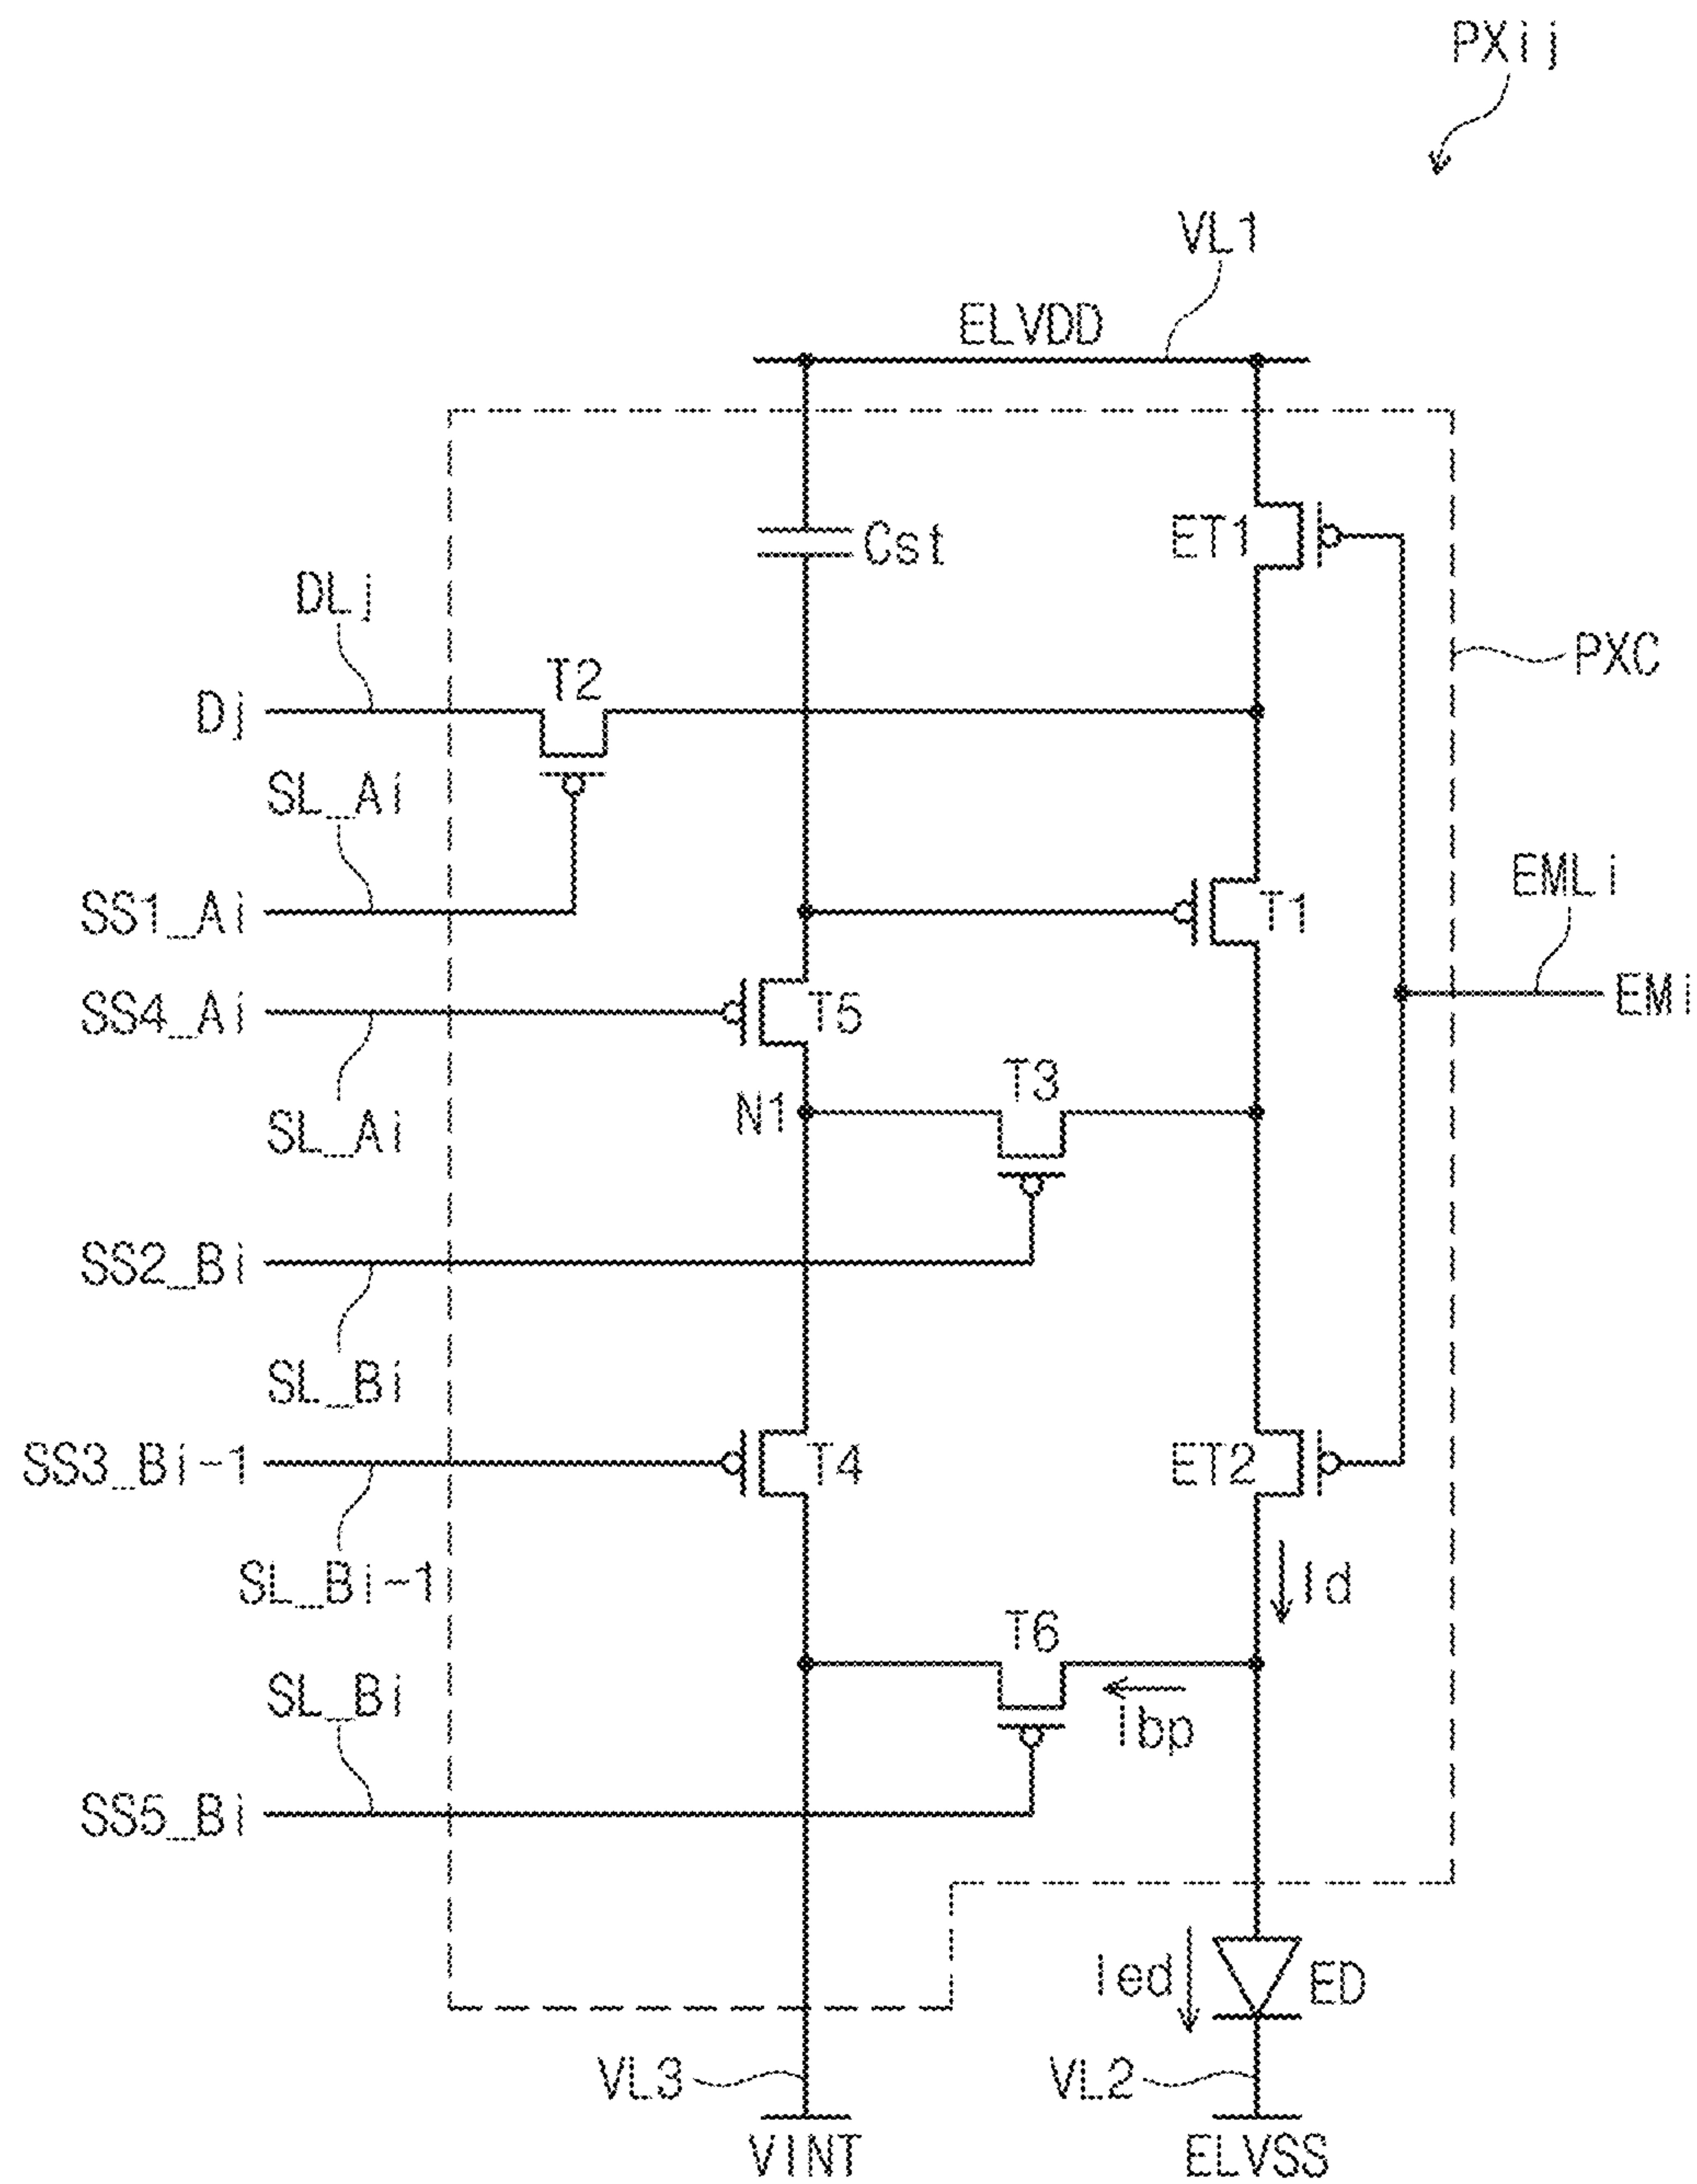 PXij
VL1
ELVDD
Cst
ET1
DLj
PXC
T2
Dj
SL_Ai
EMLi
SS1_Ai
T1
SS4_Ai
T5
EMi
T3
N1
SL_Ai
SS2_Bi
SL_Bi
SS3_Bi-1
T4
ET2
SL_Bi-1
Id
T6
SL_Bi
Ibp
SS5_Bi
Ied
ED
VL3
VL2
VINT
ELVSS